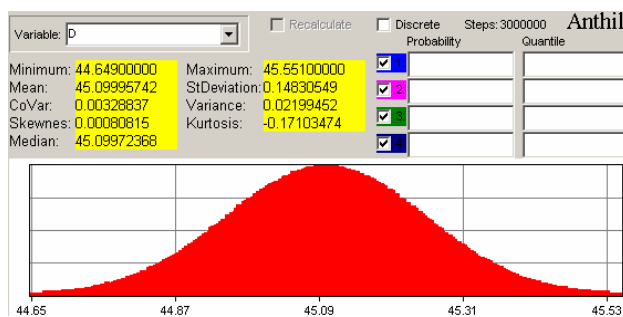 Variable: D
Recalculate
Discrete Steps: 3000000 Anthil
Probability Quantile
Minimum: 44.64900000 Maximum: 45.55100000
Mean: 45.09995742 StDeviation: 0.14830549
CoVar: 0.00328837 Variance: 0.02199452
Skewnes: 0.00080815 Kurtosis: -0.17103474
Median: 45.09972368
1:
2:
3:
4:
44.65 44.87 45.09 45.31 45.53